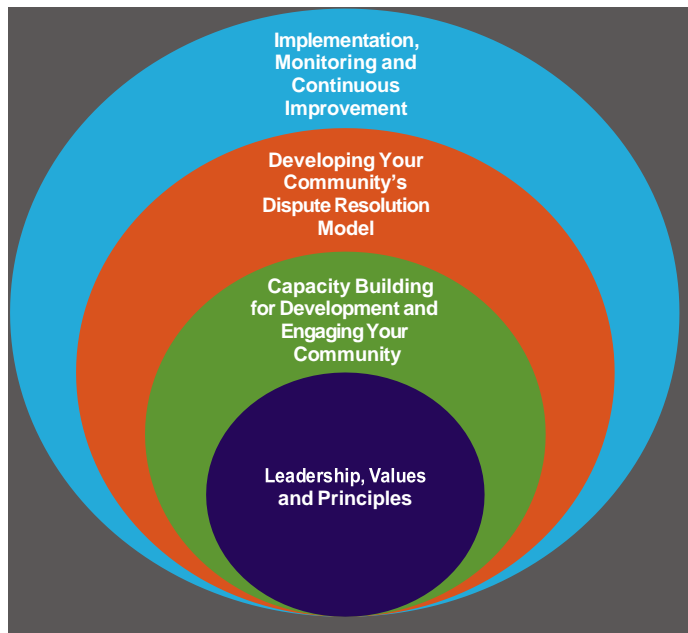 Implementation,
Monitoring and
Continuous
Improvement
Developing Your
Community’s
Dispute Resolution
Model
Capacity Building
for Development and
Engaging Your
Community
Leadership, Values
and Principles